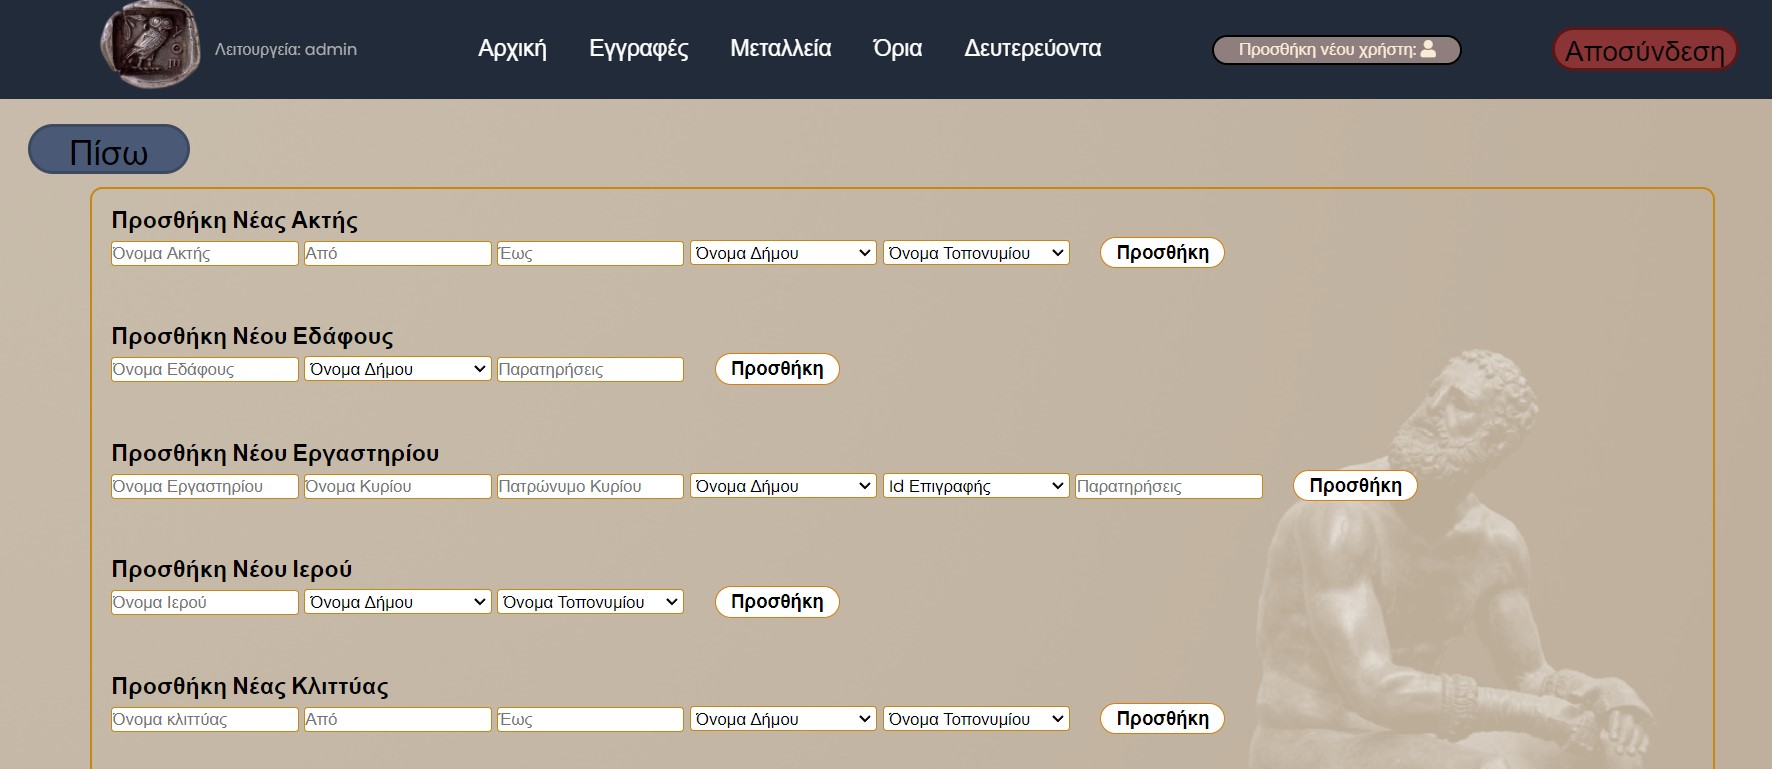 Λειτουργεία: admin
Αρχική Εγγραφές Μεταλλεία Όρια Δευτερεύοντα
Προσθήκη νέου χρήστη:
Αποσύνδεση
Πίσω
Προσθήκη Νέας Ακτής
Όνομα Ακτής Από Έως Όνομα Δήμου Όνομα Τοπονυμίου Προσθήκη
Προσθήκη Νέου Εδάφους
Όνομα Εδάφους Όνομα Δήμου Παρατηρήσεις Προσθήκη
Προσθήκη Νέου Εργαστηρίου
Όνομα Εργαστηρίου Όνομα Κυρίου Πατρώνυμο Κυρίου Όνομα Δήμου Id Επιγραφής Παρατηρήσεις Προσθήκη
Προσθήκη Νέου Ιερού
Όνομα Ιερού Όνομα Δήμου Όνομα Τοπονυμίου Προσθήκη
Προσθήκη Νέας Κλιττύας
Όνομα κλιττύας Από Έως Όνομα Δήμου Όνομα Τοπονυμίου Προσθήκη